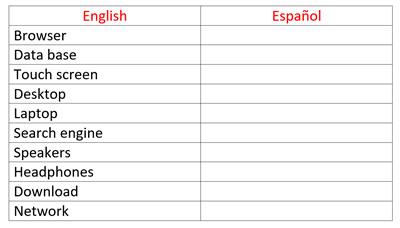 English Español
Browser
Data base
Touch screen
Desktop
Laptop
Search engine
Speakers
Headphones
Download
Network